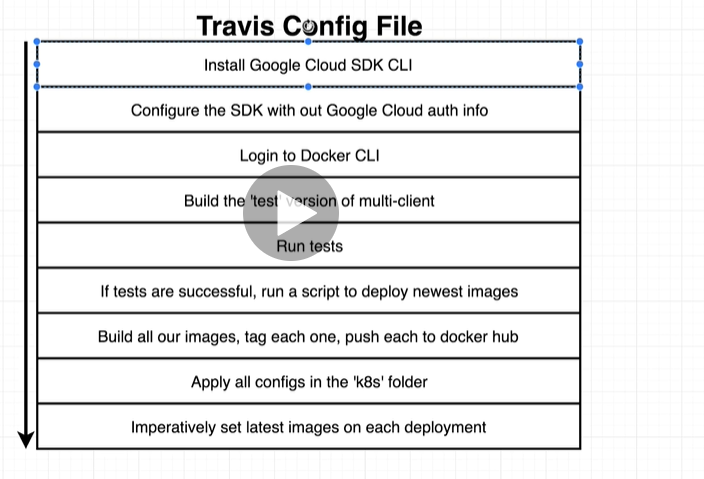 Travis Config File
Install Google Cloud SDK CLI
Configure the SDK with out Google Cloud auth info
Login to Docker CLI
Build the 'test' version of multi-client
Run tests
If tests are successful, run a script to deploy newest images
Build all our images, tag each one, push each to docker hub
Apply all configs in the 'k8s' folder
Imperatively set latest images on each deployment